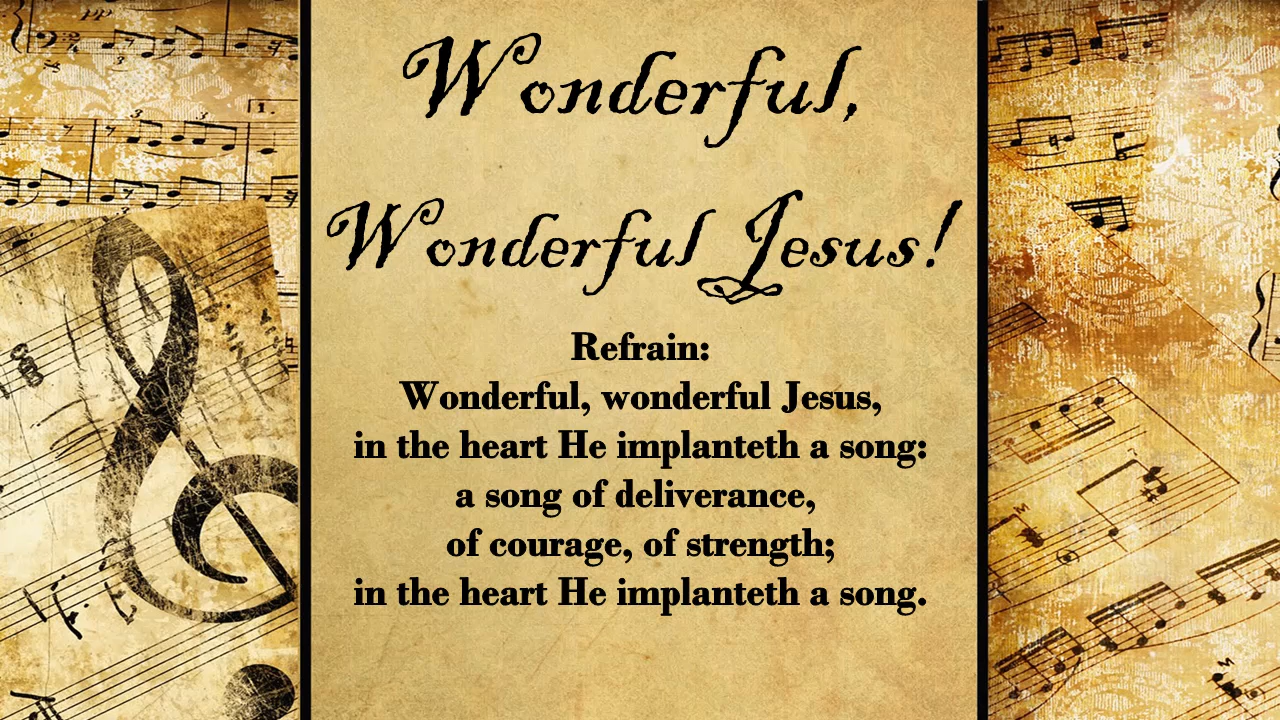 Wonderful,
Wonderful Jesus!
Refrain:
Wonderful, wonderful Jesus,
in the heart He implanteth a song:
a song of deliverance,
of courage, of strength;
in the heart He implanteth a song.